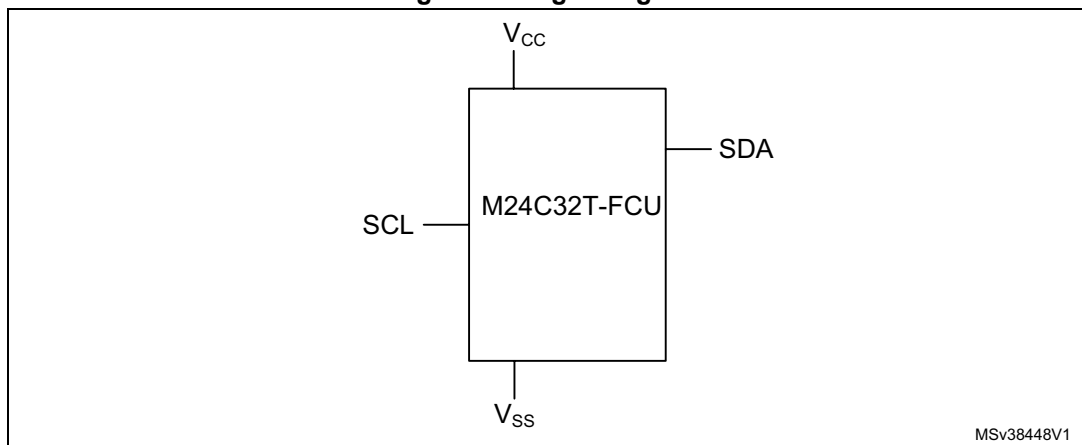 V_CC
SDA
M24C32T-FCU
SCL
V_SS
MSv38448V1